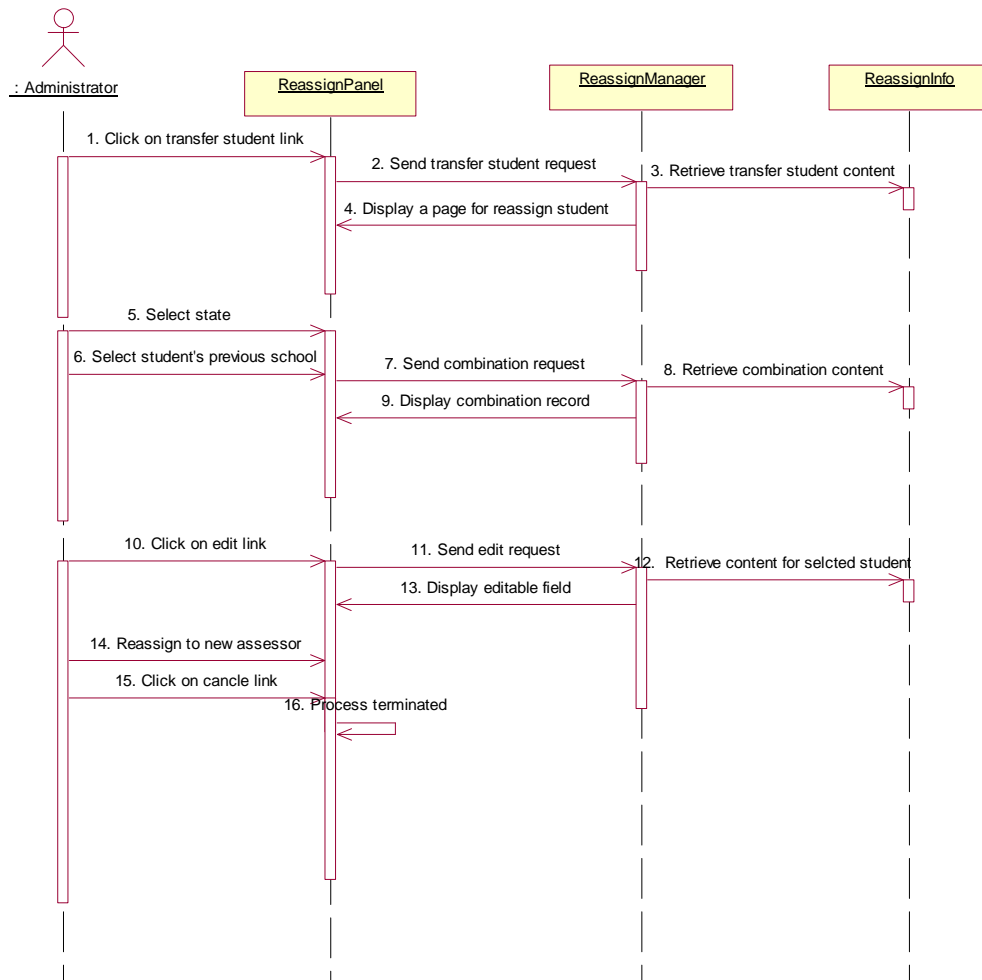 : Administrator
ReassignPanel
ReassignManager
ReassignInfo
1. Click on transfer student link
2. Send transfer student request
3. Retrieve transfer student content
4. Display a page for reassign student
5. Select state
6. Select student's previous school
7. Send combination request
8. Retrieve combination content
9. Display combination record
10. Click on edit link
11. Send edit request
12. Retrieve content for selcted student
13. Display editable field
14. Reassign to new assessor
15. Click on cancle link
16. Process terminated